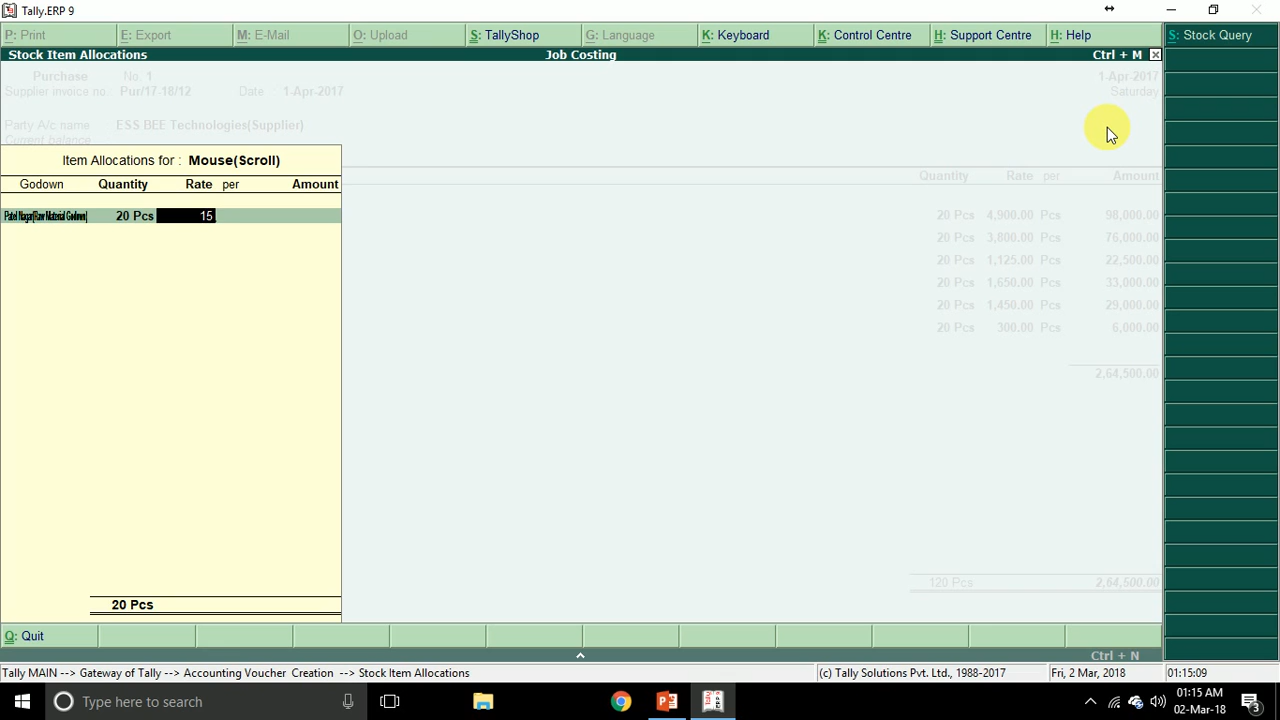 Tally.ERP 9
P: Print E: Export M: E-Mail O: Upload S: TallyShop G: Language K: Keyboard K: Control Centre H: Support Centre H: Help S: Stock Query
Stock Item Allocations Job Costing Ctrl + M
Purchase No. 1 1-Apr-2017
Supplier invoice no. Pur/17-18/12 Date : 1-Apr-2017 Saturday
Party A/c name ESS BEE Technologies(Supplier)
Current balance
Item Allocations for : Mouse(Scroll)
Quantity Rate per Amount
Godown Quantity Rate per Amount
Patel Nagar[Raw Material Godown] 20 Pcs 15
20 Pcs 4,900.00 Pcs 98,000.00
20 Pcs 3,800.00 Pcs 76,000.00
20 Pcs 1,125.00 Pcs 22,500.00
20 Pcs 1,650.00 Pcs 33,000.00
20 Pcs 1,450.00 Pcs 29,000.00
20 Pcs 300.00 Pcs 6,000.00
2,64,500.00
120 Pcs 2,64,500.00
20 Pcs
Q: Quit
Ctrl + N
Tally MAIN --> Gateway of Tally --> Accounting Voucher Creation --> Stock Item Allocations (c) Tally Solutions Pvt. Ltd., 1988-2017 Fri, 2 Mar, 2018 01:15:09
Type here to search
01:15 AM
02-Mar-18
3